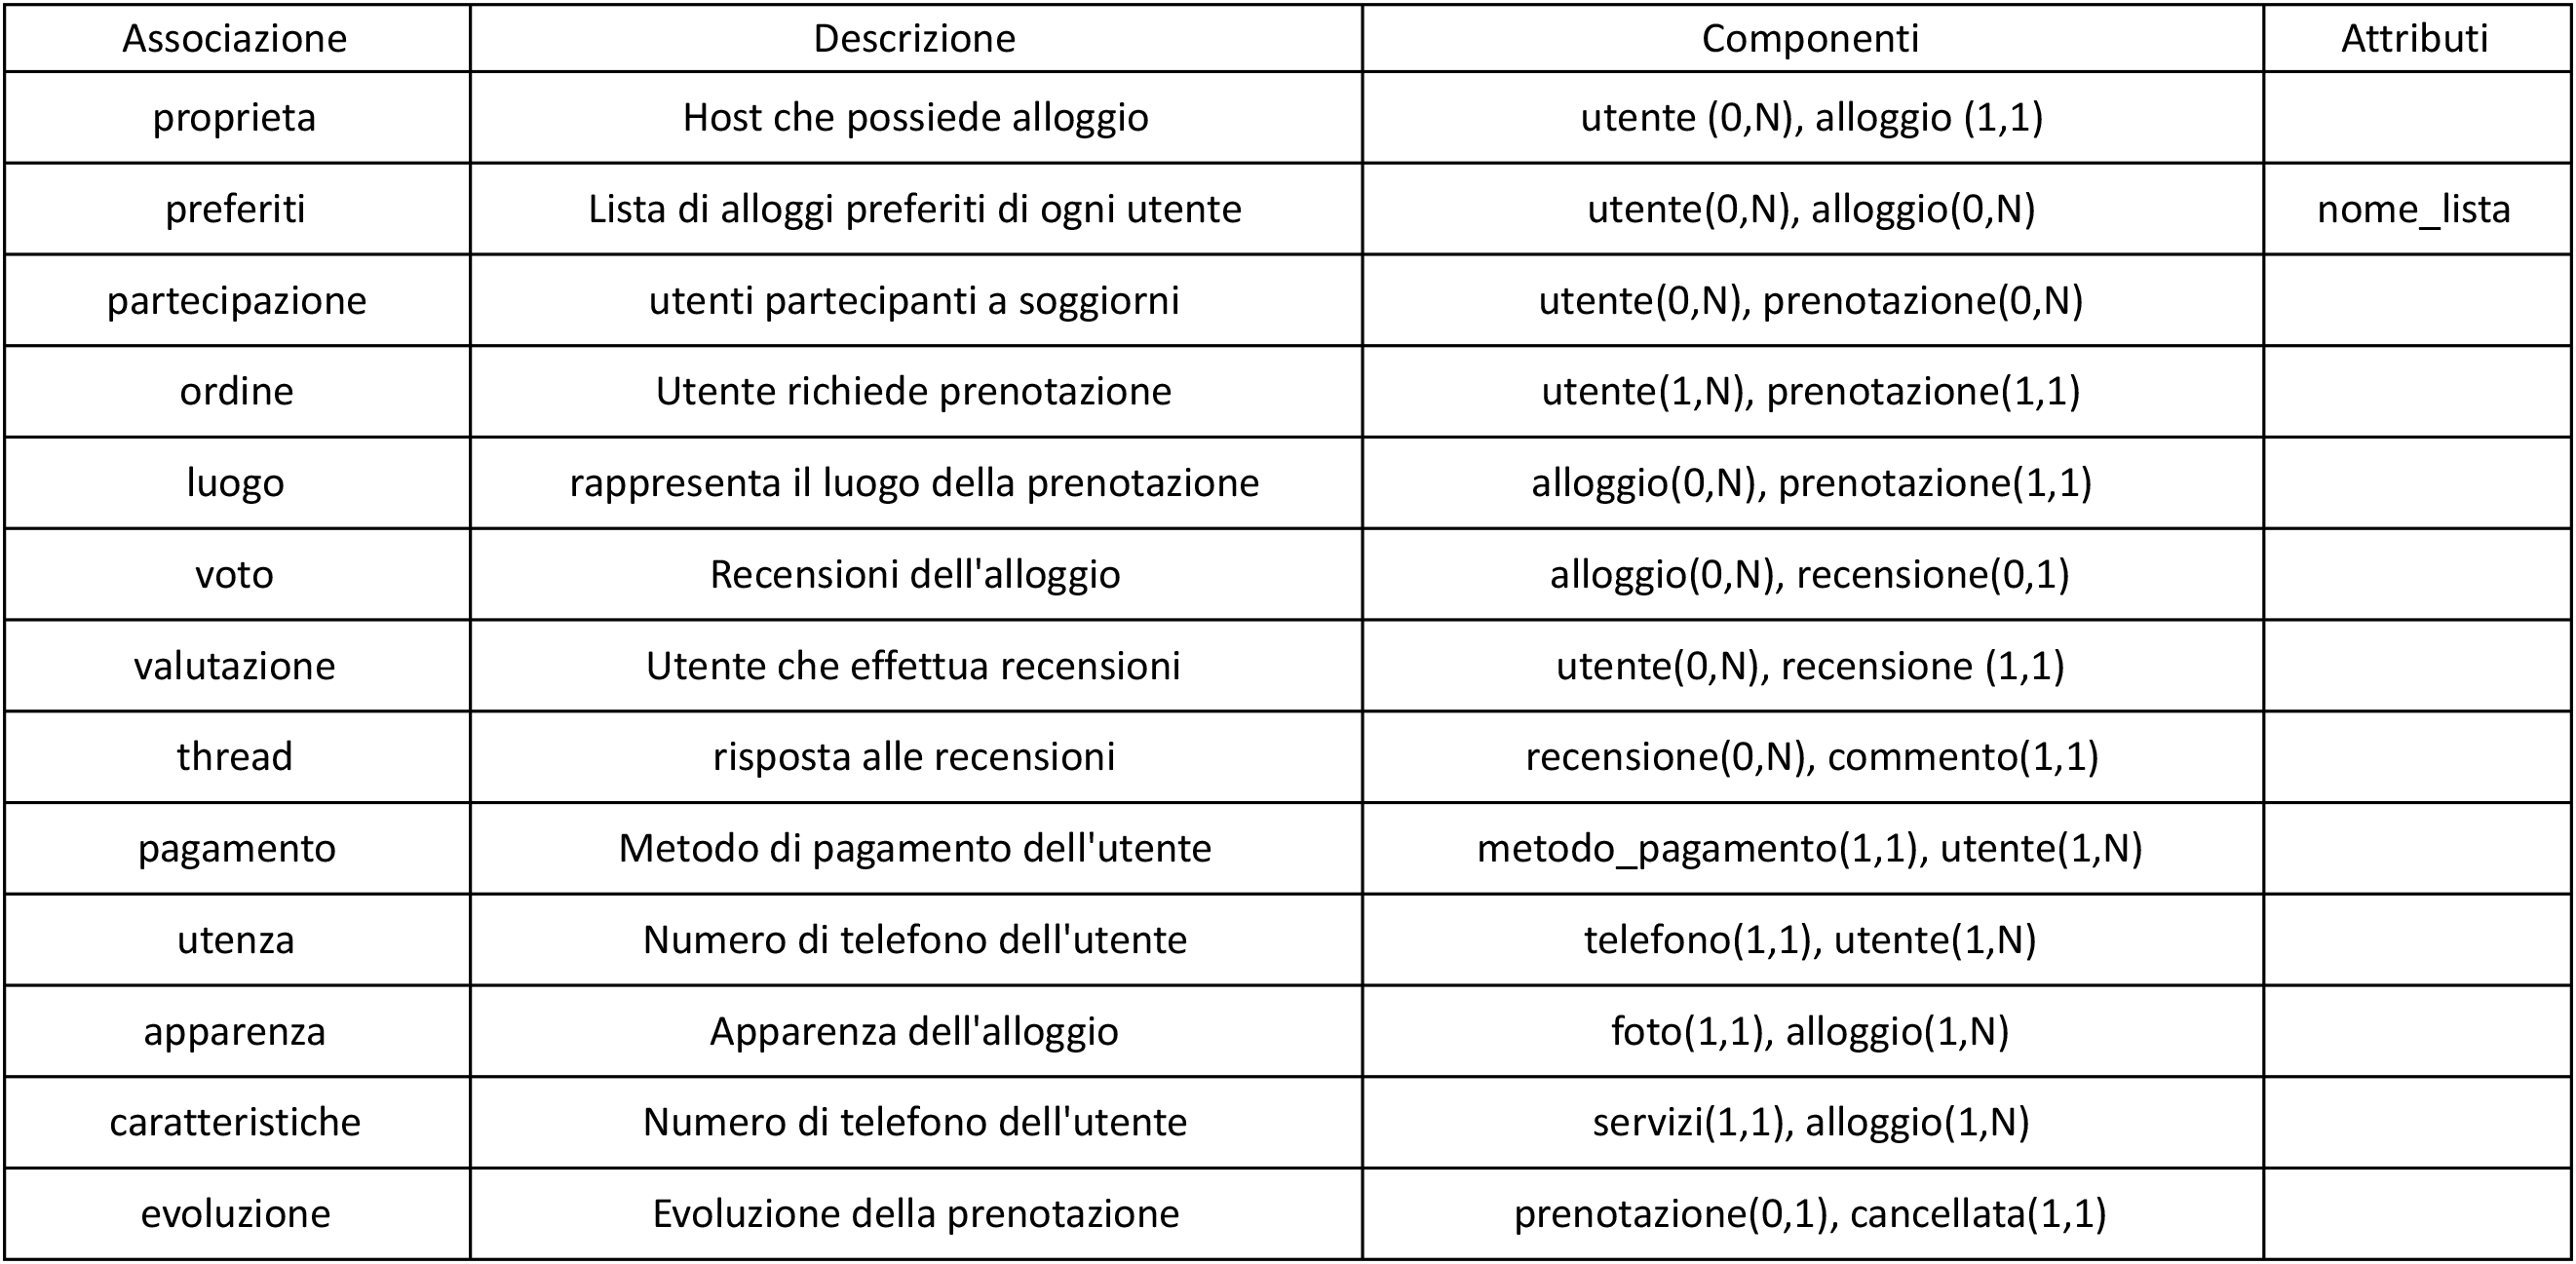 Associazione Descrizione Componenti Attributi
proprieta Host che possiede alloggio utente (0,N), alloggio (1,1)
preferiti Lista di alloggi preferiti di ogni utente utente(0,N), alloggio(0,N) nome_lista
partecipazione utenti partecipanti a soggiorni utente(0,N), prenotazione(0,N)
ordine Utente richiede prenotazione utente(1,N), prenotazione(1,1)
luogo rappresenta il luogo della prenotazione alloggio(0,N), prenotazione(1,1)
voto Recensioni dell'alloggio alloggio(0,N), recensione(0,1)
valutazione Utente che effettua recensioni utente(0,N), recensione (1,1)
thread risposta alle recensioni recensione(0,N), commento(1,1)
pagamento Metodo di pagamento dell'utente metodo_pagamento(1,1), utente(1,N)
utenza Numero di telefono dell'utente telefono(1,1), utente(1,N)
apparenza Apparenza dell'alloggio foto(1,1), alloggio(1,N)
caratteristiche Numero di telefono dell'utente servizi(1,1), alloggio(1,N)
evoluzione Evoluzione della prenotazione prenotazione(0,1), cancellata(1,1)